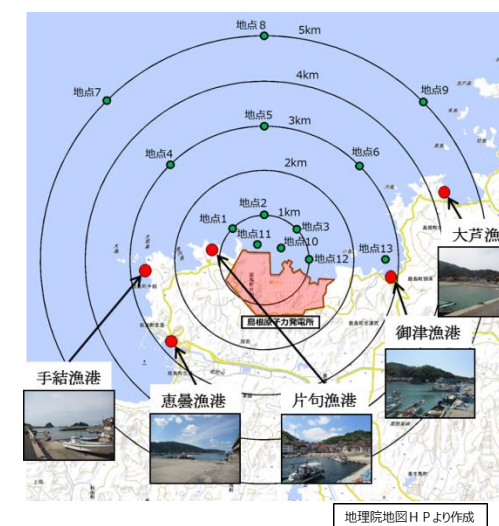 地点8
5km
地点7
4km
地点9
地点5
3km
地点4
地点6
2km
地点2
1km
地点1
地点3
地点11
地点10
地点12
地点13
大芦漁
島根原子力発電所
御津漁港
手結漁港
恵曇漁港
片句漁港
地理院地図HPより作成